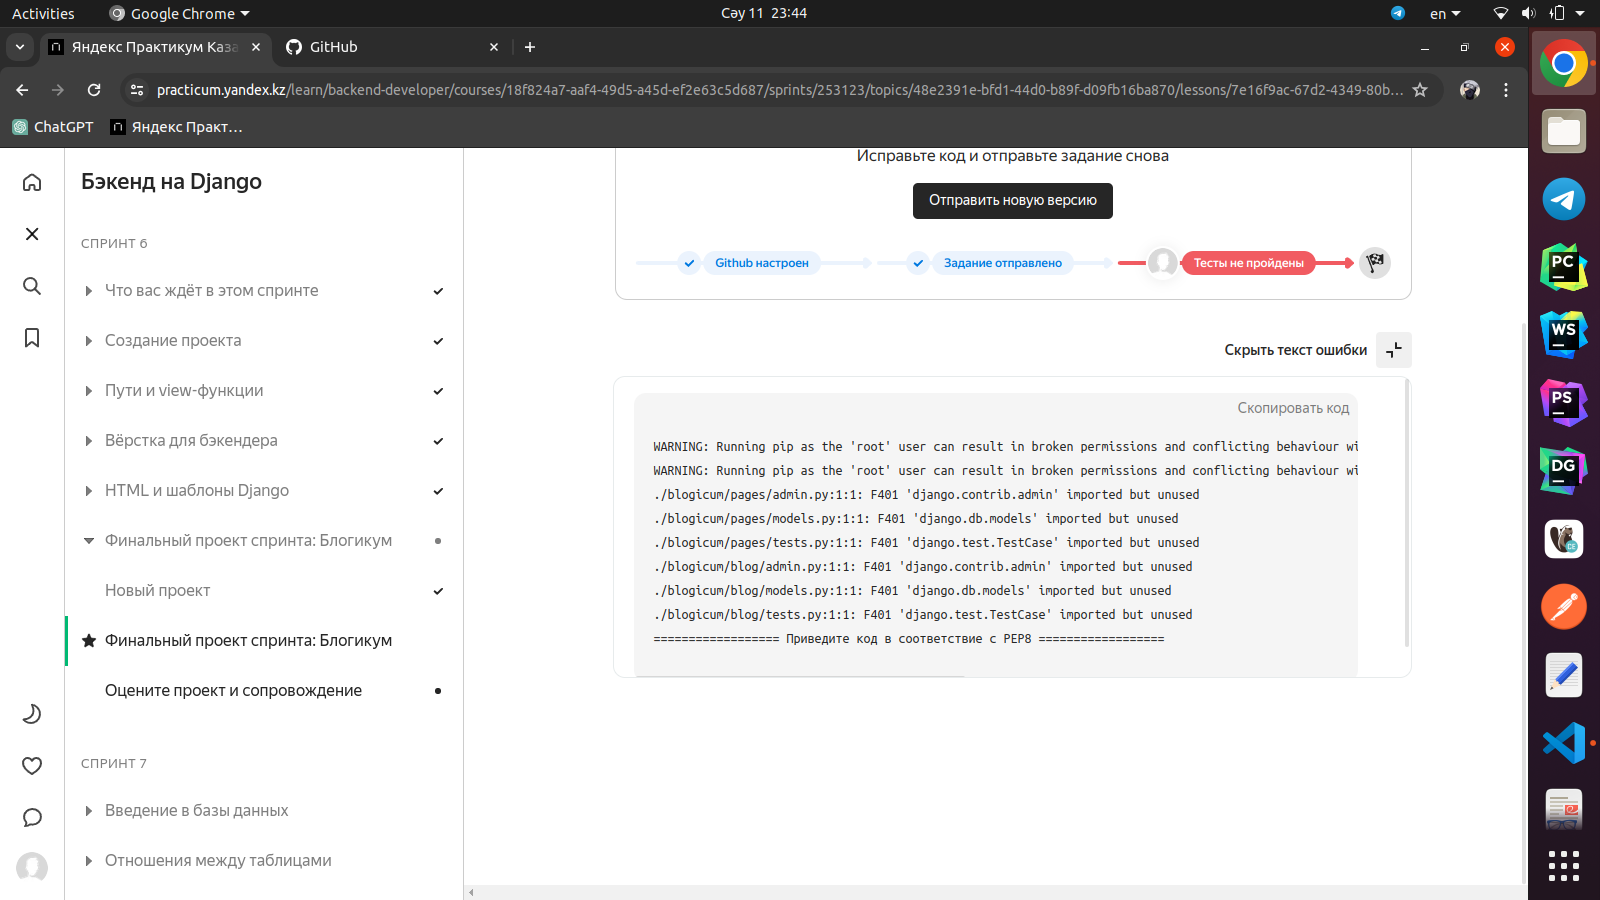 Activities
Google Chrome
Сәу 11 23:44
en
Яндекс Практикум Каза
GitHub
practicum.yandex.kz/learn/backend-developer/courses/18f824a7-aaf4-49d5-a45d-ef2e63c5d687/sprints/253123/topics/48e2391e-bfd1-44d0-b89f-d09fb16ba870/lessons/7e16f9ac-67d2-4349-80b...
ChatGPT
Яндекс Практ...
Бэкенд на Django
СПРИНТ 6
Что вас ждёт в этом спринте
Создание проекта
Пути и view-функции
Вёрстка для бэкендера
HTML и шаблоны Django
Финальный проект спринта: Блогикум
Новый проект
Финальный проект спринта: Блогикум
Оцените проект и сопровождение
СПРИНТ 7
Введение в базы данных
Отношения между таблицами
Исправьте код и отправьте задание снова
Отправить новую версию
Github настроен
Задание отправлено
Тесты не пройдены
Скрыть текст ошибки
Скопировать код
WARNING: Running pip as the 'root' user can result in broken permissions and conflicting behaviour wi
WARNING: Running pip as the 'root' user can result in broken permissions and conflicting behaviour wi
./blogicum/pages/admin.py:1:1: F401 'django.contrib.admin' imported but unused
./blogicum/pages/models.py:1:1: F401 'django.db.models' imported but unused
./blogicum/pages/tests.py:1:1: F401 'django.test.TestCase' imported but unused
./blogicum/blog/admin.py:1:1: F401 'django.contrib.admin' imported but unused
./blogicum/blog/models.py:1:1: F401 'django.db.models' imported but unused
./blogicum/blog/tests.py:1:1: F401 'django.test.TestCase' imported but unused
================== Приведите код в соответствие с PEP8 ==================
PC
WS
PS
DG